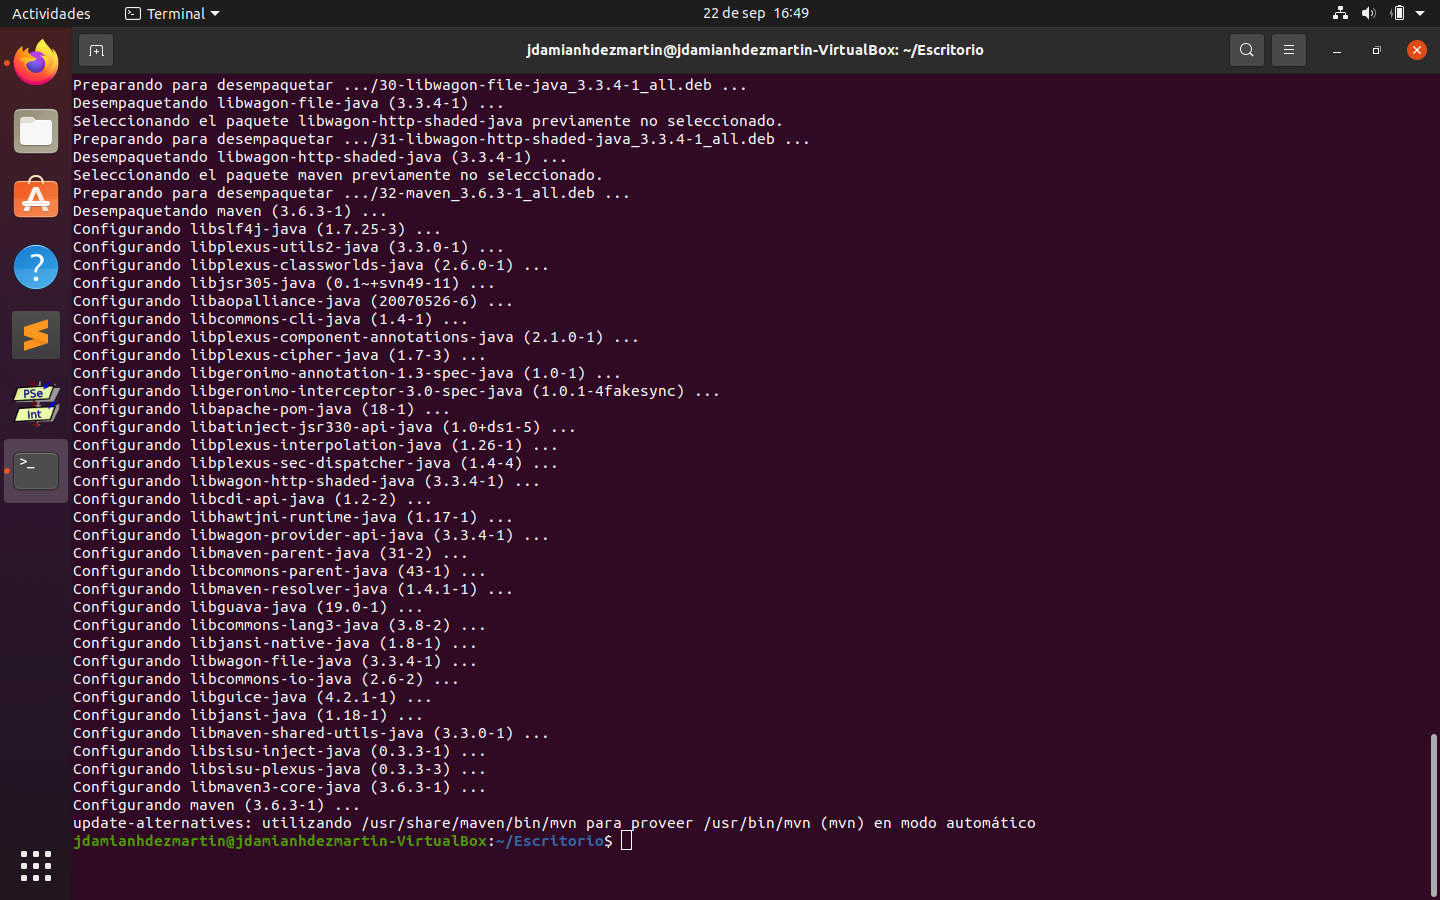 Actividades
Terminal
22 de sep 16:49
jdamianhdezmartin@jdamianhdezmartin-VirtualBox: ~/Escritorio
Preparando para desempaquetar .../30-libwagon-file-java_3.3.4-1_all.deb ...
Desempaquetando libwagon-file-java (3.3.4-1) ...
Seleccionando el paquete libwagon-http-shaded-java previamente no seleccionado.
Preparando para desempaquetar .../31-libwagon-http-shaded-java_3.3.4-1_all.deb ...
Desempaquetando libwagon-http-shaded-java (3.3.4-1) ...
Seleccionando el paquete maven previamente no seleccionado.
Preparando para desempaquetar .../32-maven_3.6.3-1_all.deb ...
Desempaquetando maven (3.6.3-1) ...
Configurando libslf4j-java (1.7.25-3) ...
Configurando libplexus-utils2-java (3.3.0-1) ...
Configurando libplexus-classworlds-java (2.6.0-1) ...
Configurando libjsr305-java (0.1~+svn49-11) ...
Configurando libaopalliance-java (20070526-6) ...
Configurando libcommons-cli-java (1.4-1) ...
Configurando libplexus-component-annotations-java (2.1.0-1) ...
Configurando libplexus-cipher-java (1.7-3) ...
Configurando libgeronimo-annotation-1.3-spec-java (1.0-1) ...
Configurando libgeronimo-interceptor-3.0-spec-java (1.0.1-4fakesync) ...
Configurando libapache-pom-java (18-1) ...
Configurando libatinject-jsr330-api-java (1.0+ds1-5) ...
Configurando libplexus-interpolation-java (1.26-1) ...
Configurando libplexus-sec-dispatcher-java (1.4-4) ...
Configurando libwagon-http-shaded-java (3.3.4-1) ...
Configurando libcdi-api-java (1.2-2) ...
Configurando libhawtjni-runtime-java (1.17-1) ...
Configurando libwagon-provider-api-java (3.3.4-1) ...
Configurando libmaven-parent-java (31-2) ...
Configurando libcommons-parent-java (43-1) ...
Configurando libmaven-resolver-java (1.4.1-1) ...
Configurando libguava-java (19.0-1) ...
Configurando libcommons-lang3-java (3.8-2) ...
Configurando libjansi-native-java (1.8-1) ...
Configurando libwagon-file-java (3.3.4-1) ...
Configurando libcommons-io-java (2.6-2) ...
Configurando libguice-java (4.2.1-1) ...
Configurando libjansi-java (1.18-1) ...
Configurando libmaven-shared-utils-java (3.3.0-1) ...
Configurando libsisu-inject-java (0.3.3-1) ...
Configurando libsisu-plexus-java (0.3.3-3) ...
Configurando libmaven3-core-java (3.6.3-1) ...
Configurando maven (3.6.3-1) ...
update-alternatives: utilizando /usr/share/maven/bin/mvn para proveer /usr/bin/mvn (mvn) en modo automático
jdamianhdezmartin@jdamianhdezmartin-VirtualBox:~/Escritorio$
PSe
Int